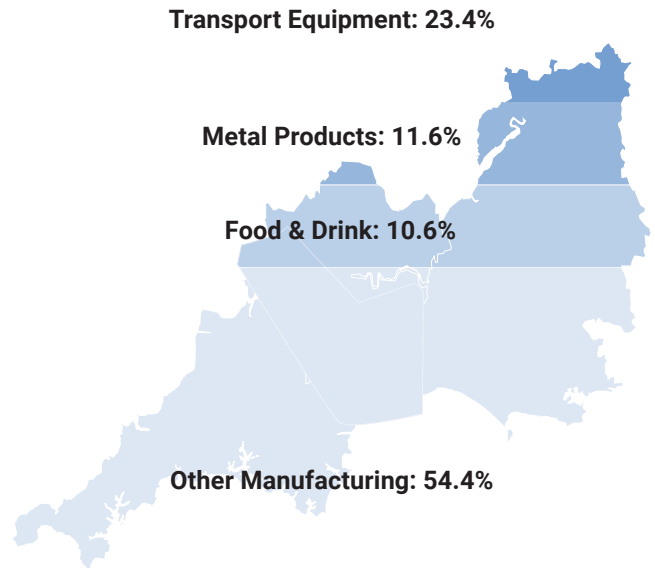 Transport Equipment: 23.4%
Metal Products: 11.6%
Food & Drink: 10.6%
Other Manufacturing: 54.4%